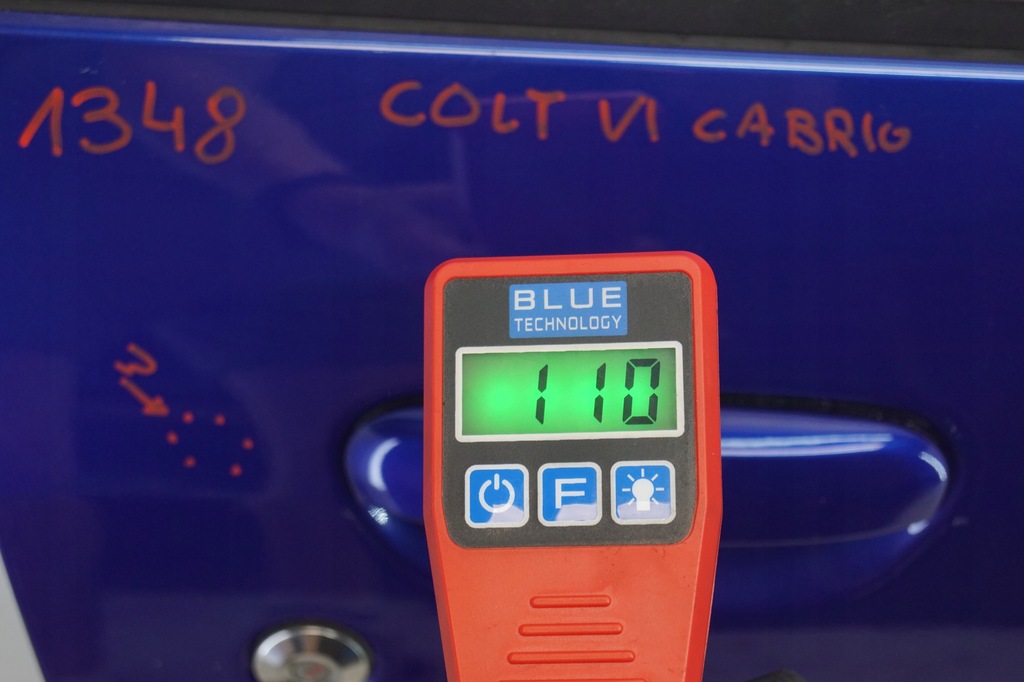 1348 COLT VI CABRIO
BLUE
TECHNOLOGY
110
F